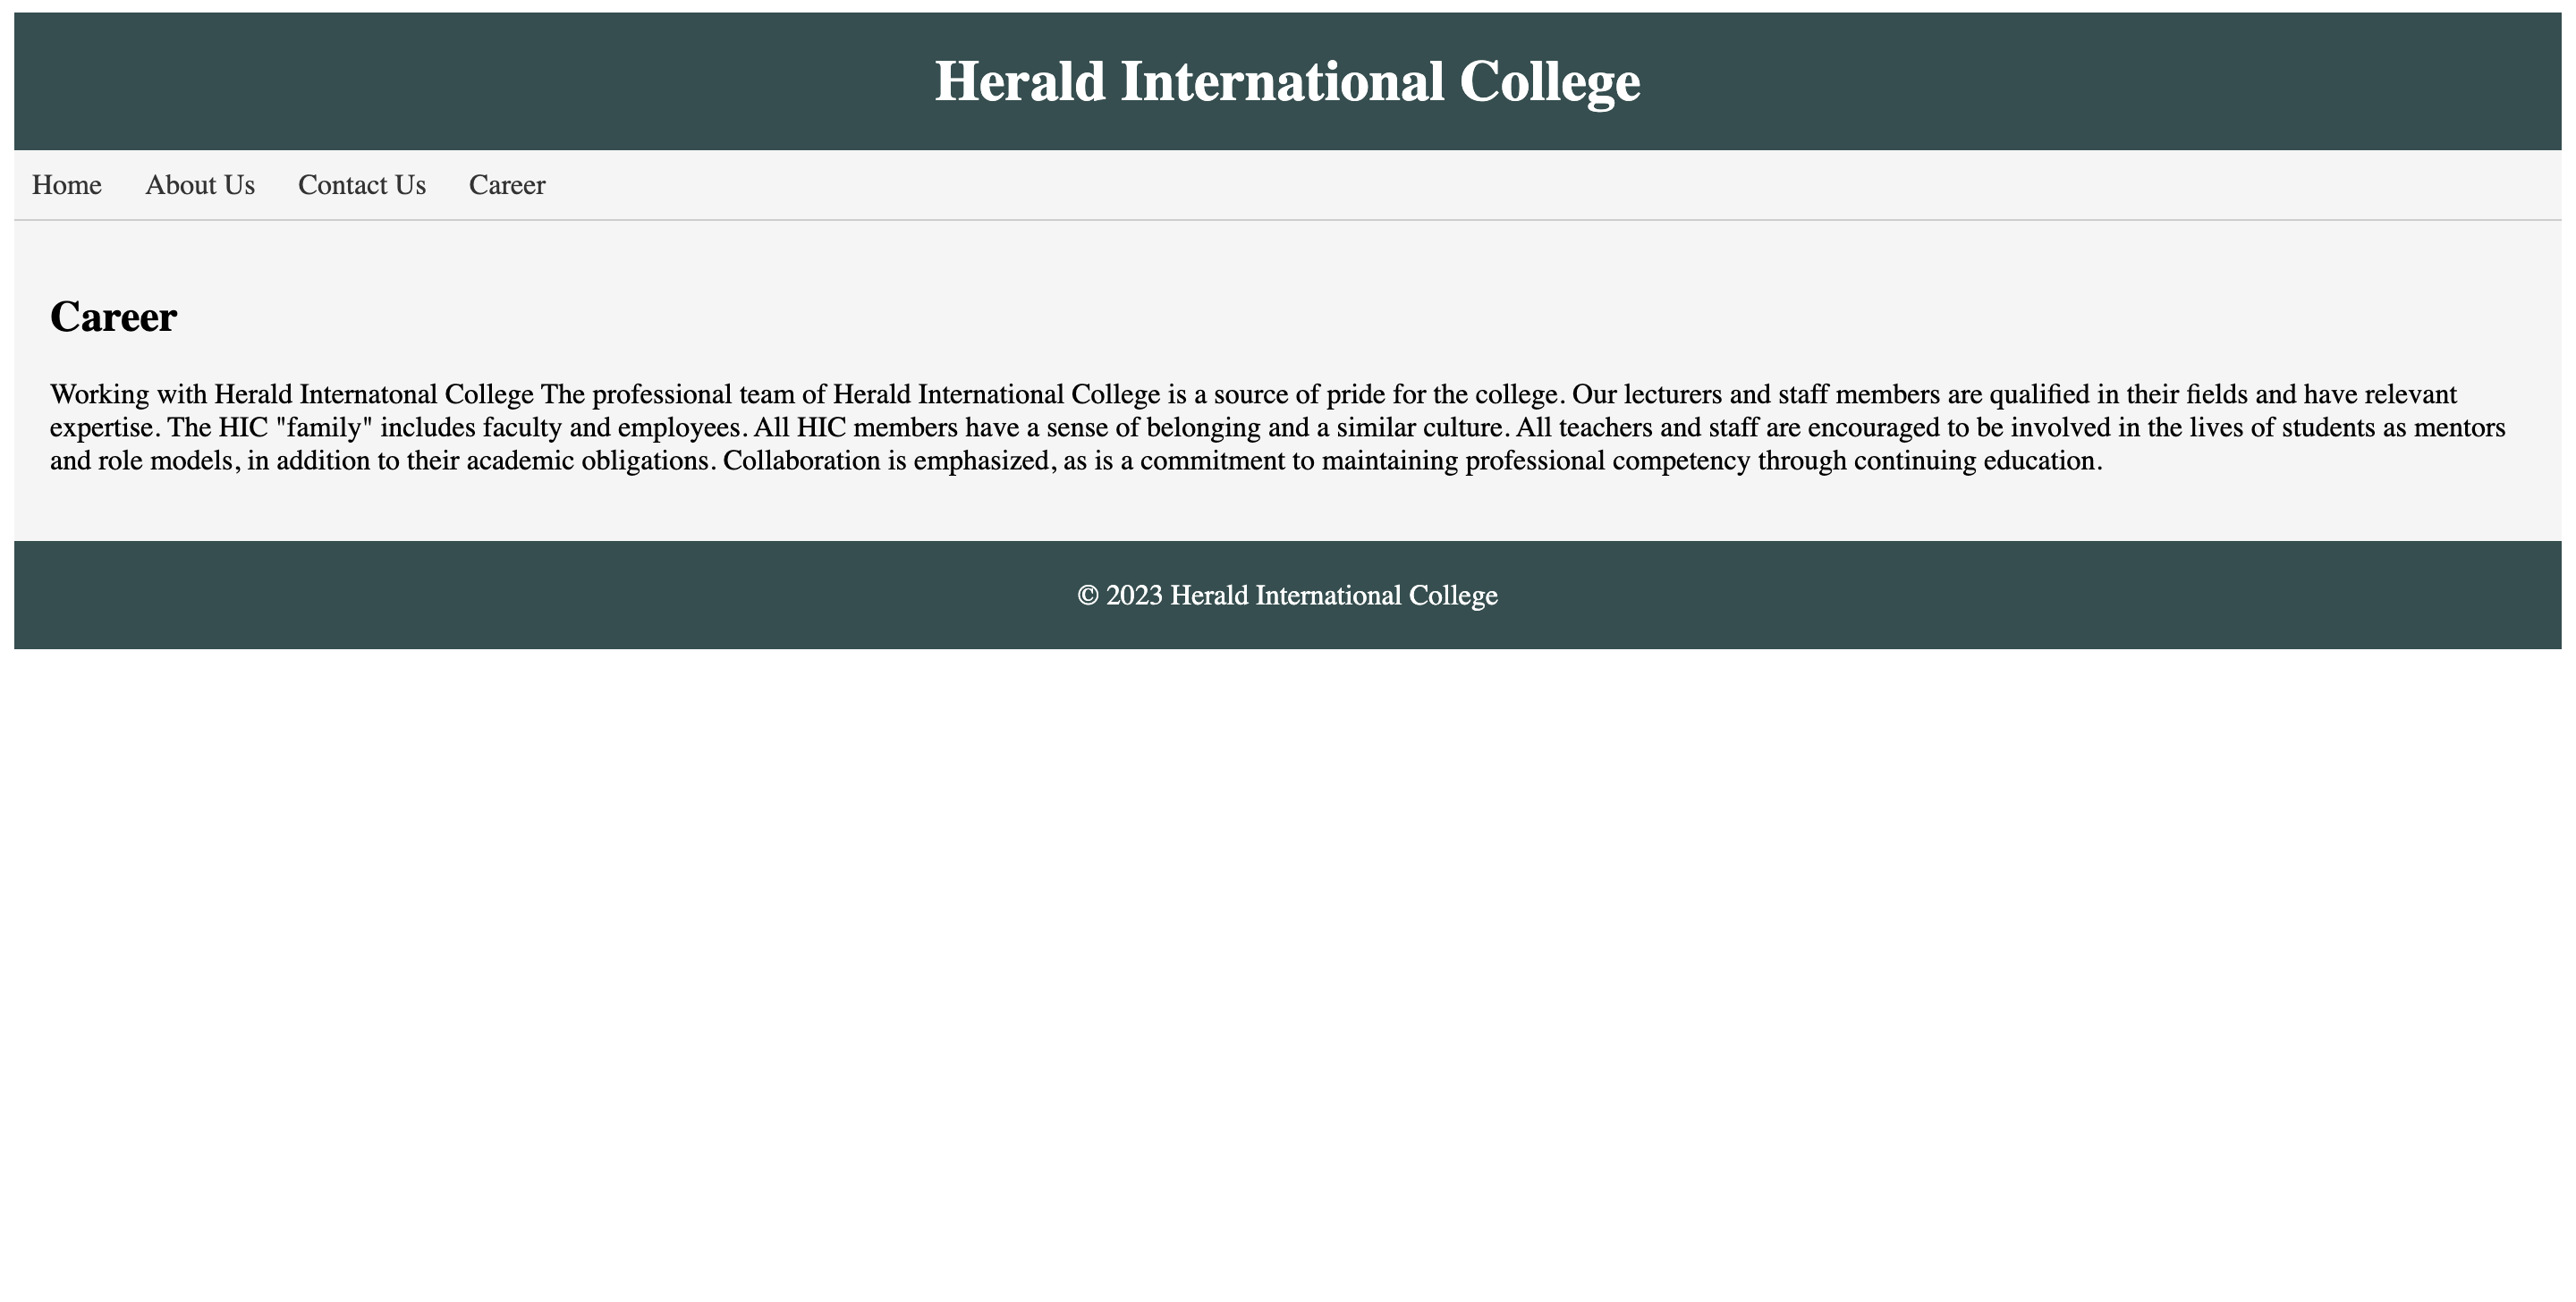 Herald International College
Home About Us Contact Us Career
Career
Working with Herald Internatonal College The professional team of Herald International College is a source of pride for the college. Our lecturers and staff members are qualified in their fields and have relevant
expertise. The HIC "family" includes faculty and employees. All HIC members have a sense of belonging and a similar culture. All teachers and staff are encouraged to be involved in the lives of students as mentors
and role models, in addition to their academic obligations. Collaboration is emphasized, as is a commitment to maintaining professional competency through continuing education.
© 2023 Herald International College